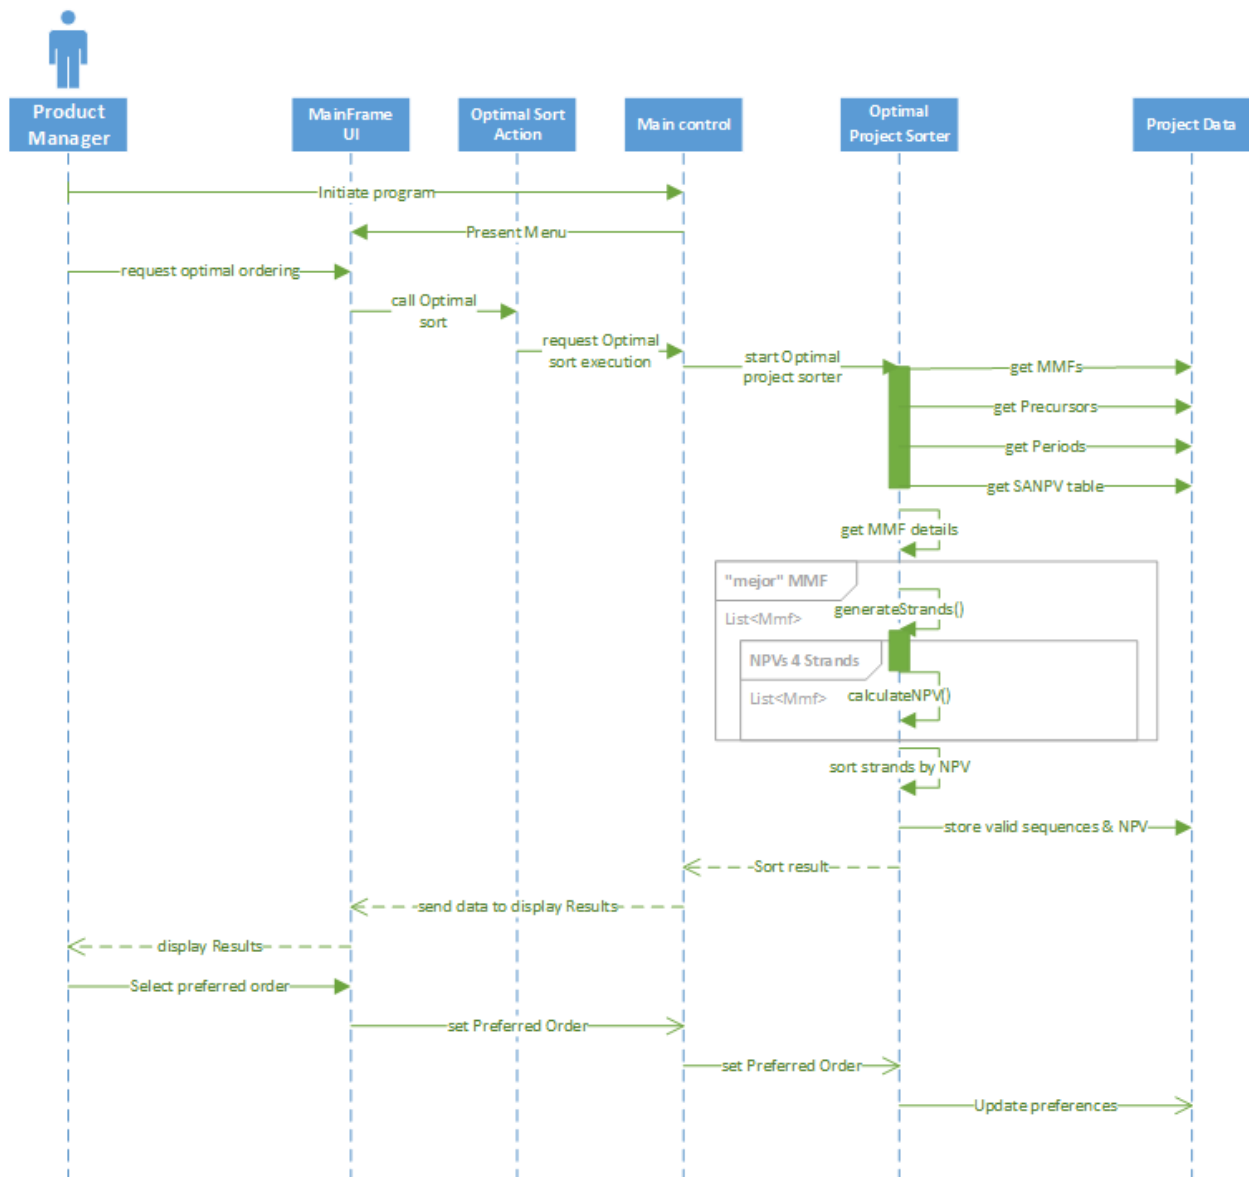 Product
Manager
MainFrame
UI
Optimal Sort
Action
Main control
Optimal
Project Sorter
Project Data
Initiate program
Present Menu
request optimal ordering
call Optimal
sort
request Optimal
sort execution
start Optimal
project sorter
get MMFs
get Precursors
get Periods
get SANPV table
get MMF details
"mejor" MMF
List<Mmf>
generateStrands()
NPVs 4 Strands
List<Mmf>
calculateNPV()
sort strands by NPV
store valid sequences & NPV
Sort result
send data to display Results
display Results
Select preferred order
set Preferred Order
set Preferred Order
Update preferences